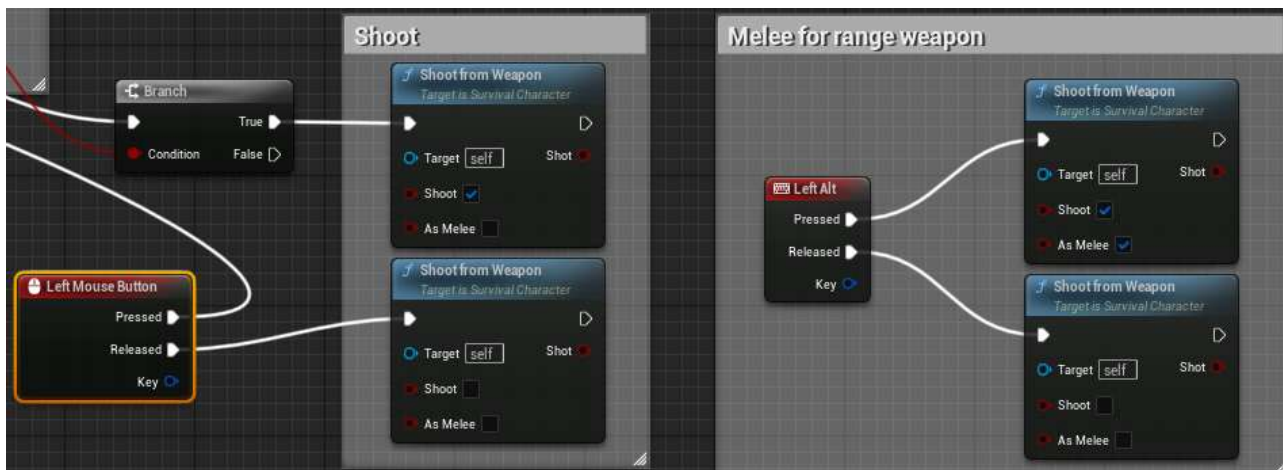 Shoot
Melee for range weapon
Branch
True
Condition
False
Shoot from Weapon
Target is Survival Character
Target self
Shot
Shoot
As Melee
Shoot from Weapon
Target is Survival Character
Target self
Shot
Shoot
As Melee
Left Mouse Button
Pressed
Released
Key
Left Alt
Pressed
Released
Key
Shoot from Weapon
Target is Survival Character
Target self
Shot
Shoot
As Melee
Shoot from Weapon
Target is Survival Character
Target self
Shot
Shoot
As Melee